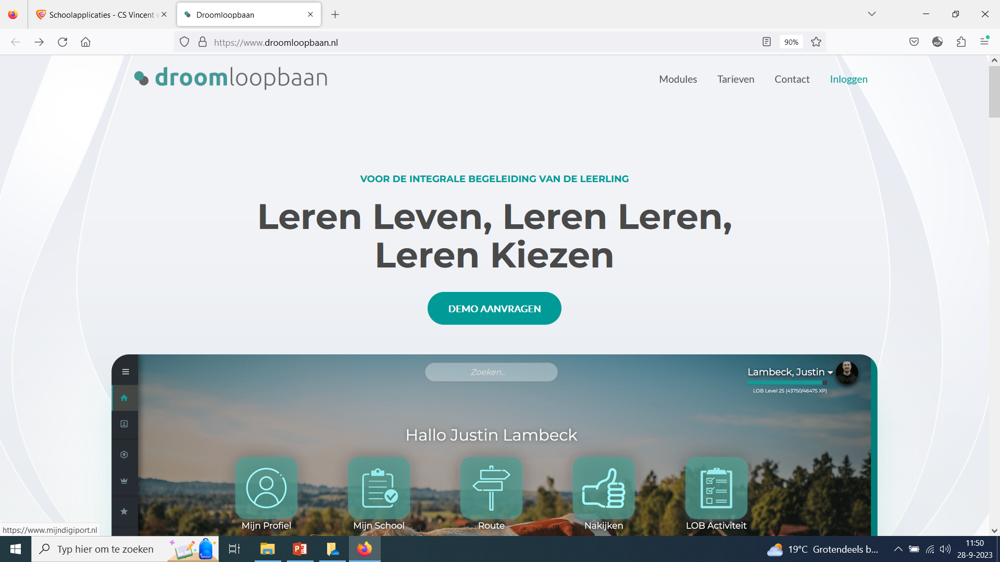 Schoolapplicaties - CS Vincent v
Droomloopbaan
https://www.droomloopbaan.nl
90%
PDF
droomloopbaan
Modules
Tarieven
Contact
Inloggen
VOOR DE INTEGRALE BEGELEIDING VAN DE LEERLING
Leren Leven, Leren Leren,
Leren Kiezen
DEMO AANVRAGEN
Zoeken..
Lambeck, Justin
LOB Level 25 (43750/46475 XP)
Hallo Justin Lambeck
Mijn Profiel
Mijn School
Route
Nakijken
LOB Activiteit
https://www.mijndigiport.nl
Typ hier om te zoeken
19°C Grotendeels b...
11:50
28-9-2023